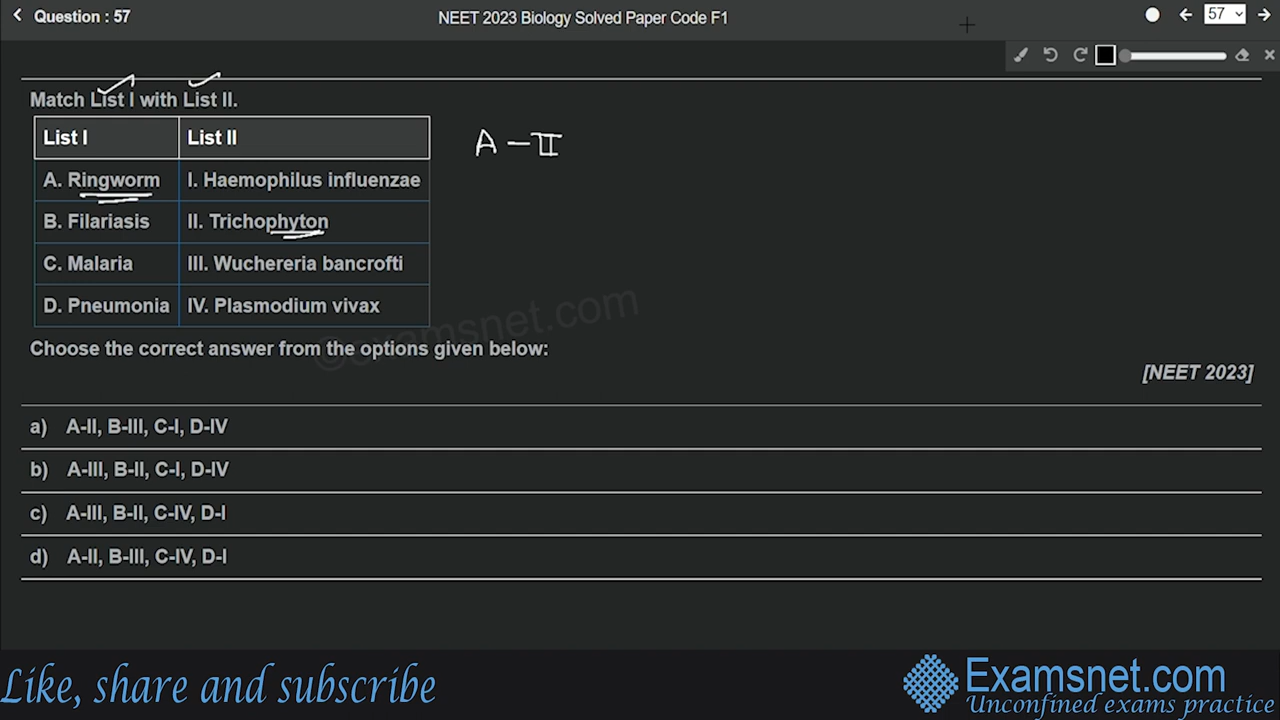 Question : 57
NEET 2023 Biology Solved Paper Code F1
57
Match List I with List II.
List I List II
A. Ringworm I. Haemophilus influenzae
B. Filariasis II. Trichophyton
C. Malaria III. Wuchereria bancrofti
D. Pneumonia IV. Plasmodium vivax
A - II
©examsnet.com
Choose the correct answer from the options given below:
[NEET 2023]
a) A-II, B-III, C-I, D-IV
b) A-III, B-II, C-I, D-IV
c) A-III, B-II, C-IV, D-I
d) A-II, B-III, C-IV, D-I
Like, share and subscribe
Examsnet.com
Unconfined exams practice